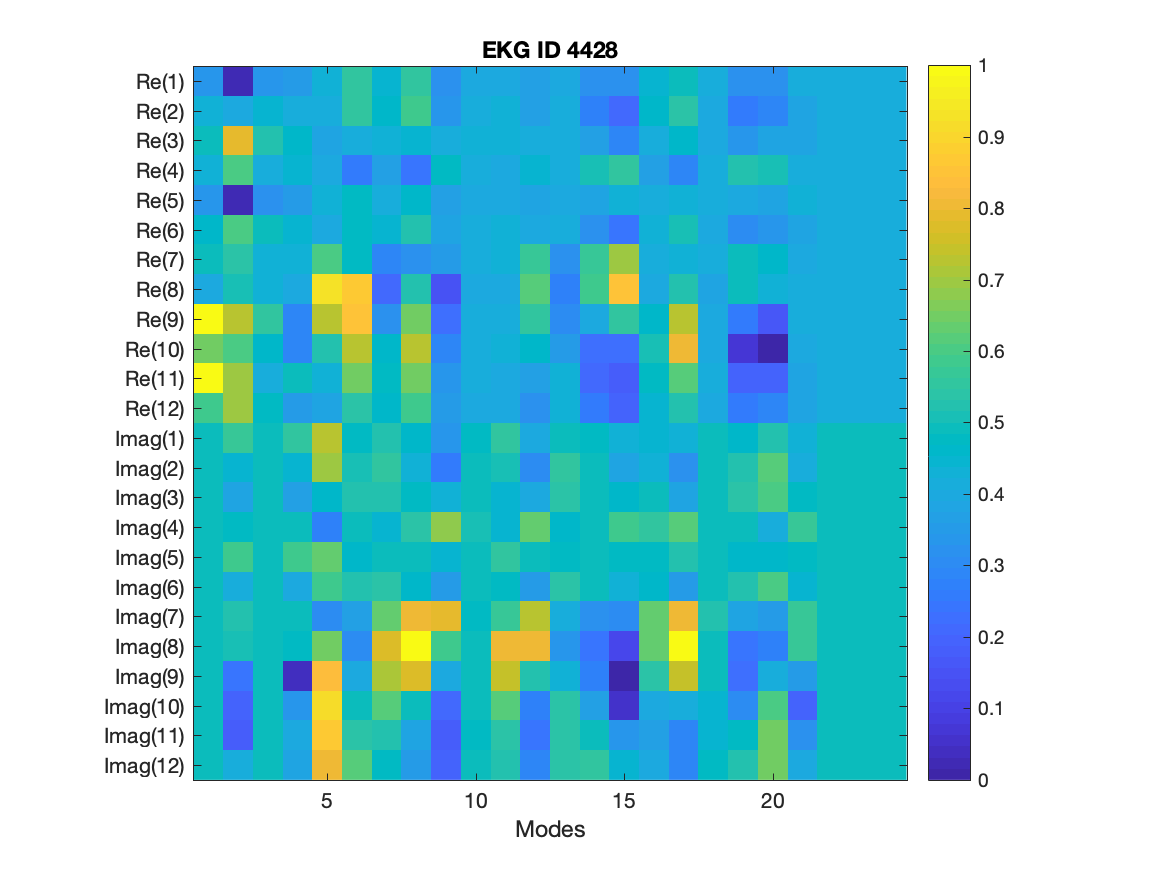 EKG ID 4428
Re(1)
Re(2)
Re(3)
Re(4)
Re(5)
Re(6)
Re(7)
Re(8)
Re(9)
Re(10)
Re(11)
Re(12)
Imag(1)
Imag(2)
Imag(3)
Imag(4)
Imag(5)
Imag(6)
Imag(7)
Imag(8)
Imag(9)
Imag(10)
Imag(11)
Imag(12)
5 10 15 20
Modes
1
0.9
0.8
0.7
0.6
0.5
0.4
0.3
0.2
0.1
0